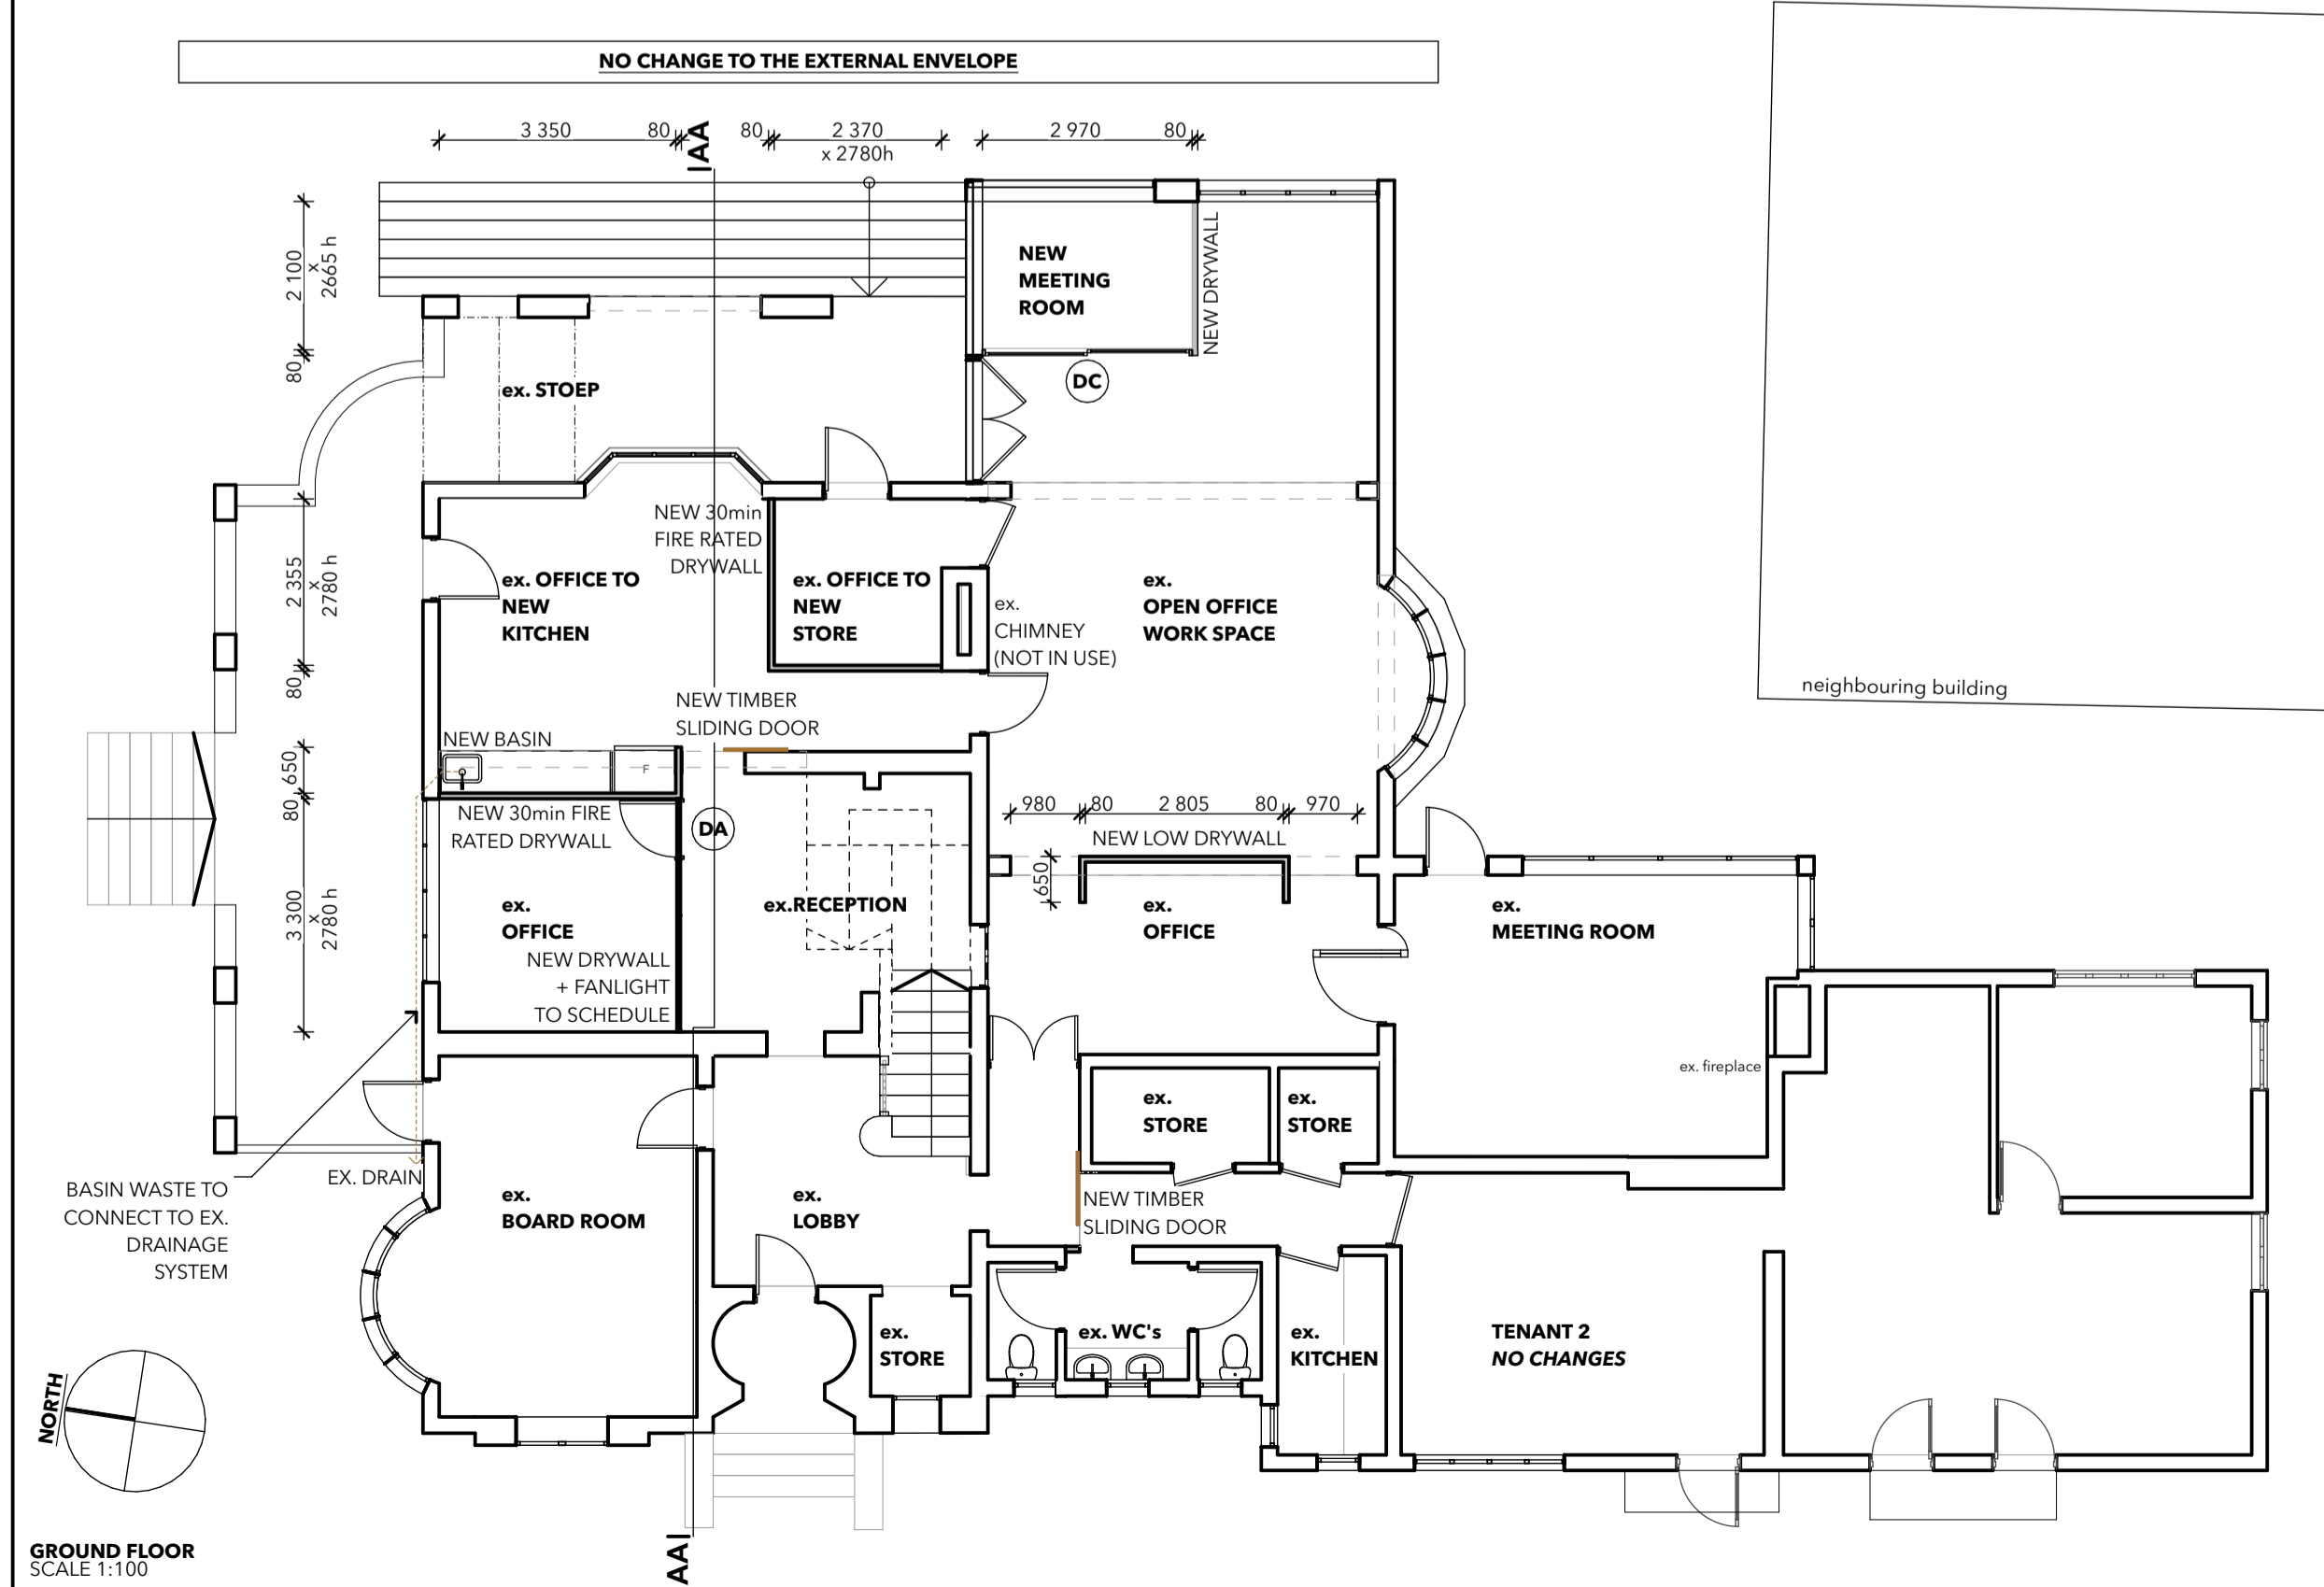 NO CHANGE TO THE EXTERNAL ENVELOPE
3 350
80
AA
80
2 370
x 2780h
2 970
80
2 100
x
2665 h
80
NEW
MEETING
ROOM
NEW DRYWALL
DC
ex. STOEP
2 355
x
2780 h
80
NEW 30min
FIRE RATED
DRYWALL
ex. OFFICE TO
NEW
KITCHEN
ex. OFFICE TO
NEW
STORE
ex.
CHIMNEY
(NOT IN USE)
ex.
OPEN OFFICE
WORK SPACE
neighbouring building
NEW TIMBER
SLIDING DOOR
NEW BASIN
F
650
80
NEW 30min FIRE
RATED DRYWALL
DA
980
80
2 805
80
970
NEW LOW DRYWALL
650
3 300
x
2780 h
ex.
OFFICE
NEW DRYWALL
+ FANLIGHT
TO SCHEDULE
ex.RECEPTION
ex.
OFFICE
ex.
MEETING ROOM
ex. fireplace
ex.
STORE
ex.
STORE
EX. DRAIN
BASIN WASTE TO
CONNECT TO EX.
DRAINAGE
SYSTEM
ex.
BOARD ROOM
ex.
LOBBY
NEW TIMBER
SLIDING DOOR
ex.
STORE
ex. WC's
ex.
KITCHEN
TENANT 2
NO CHANGES
NORTH
AA
GROUND FLOOR
SCALE 1:100